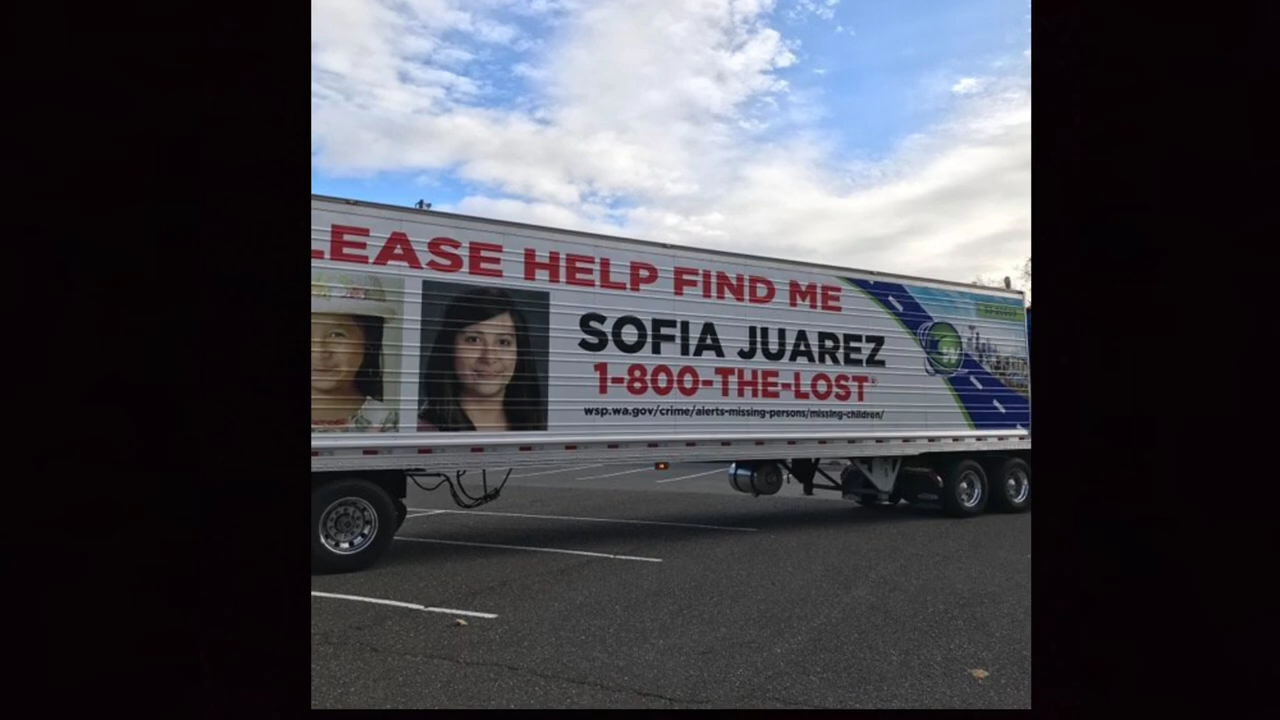 LEASE HELP FIND ME
SOFIA JUAREZ
1-800-THE-LOST
wsp.wa.gov/crime/alerts-missing-persons/missing-children/